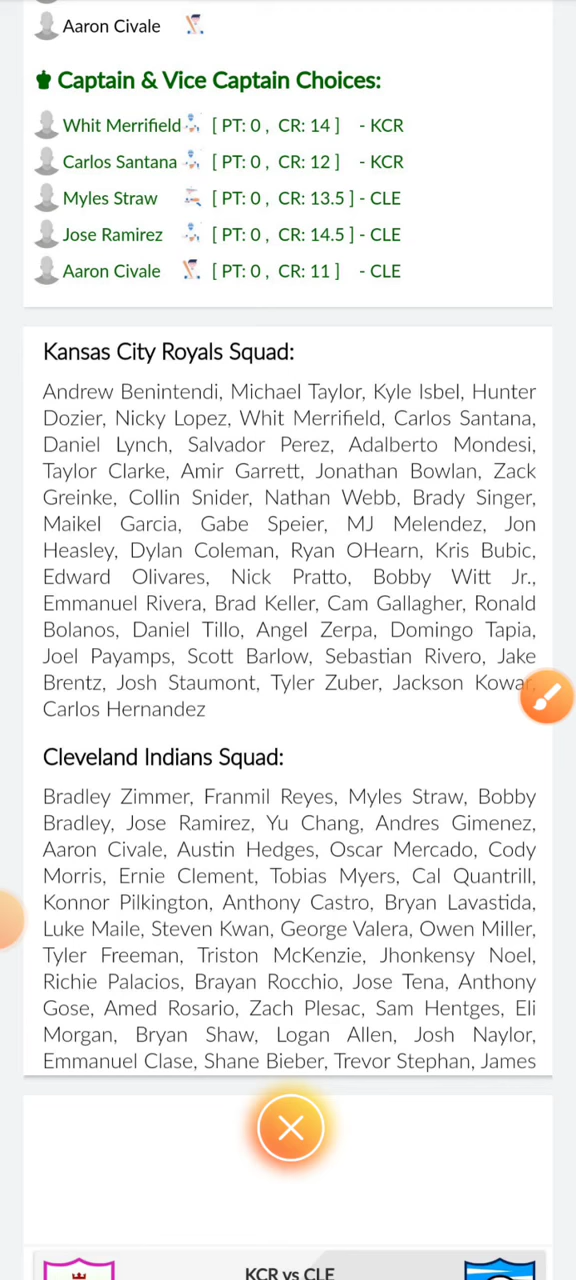 Aaron Civale
Captain & Vice Captain Choices:
Whit Merrifield [ PT: 0 , CR: 14 ] - KCR
Carlos Santana [ PT: 0 , CR: 12 ] - KCR
Myles Straw [ PT: 0 , CR: 13.5 ] - CLE
Jose Ramirez [ PT: 0 , CR: 14.5 ] - CLE
Aaron Civale [ PT: 0 , CR: 11 ] - CLE
Kansas City Royals Squad:
Andrew Benintendi, Michael Taylor, Kyle Isbel, Hunter
Dozier, Nicky Lopez, Whit Merrifield, Carlos Santana,
Daniel Lynch, Salvador Perez, Adalberto Mondesi,
Taylor Clarke, Amir Garrett, Jonathan Bowlan, Zack
Greinke, Collin Snider, Nathan Webb, Brady Singer,
Maikel Garcia, Gabe Speier, MJ Melendez, Jon
Heasley, Dylan Coleman, Ryan OHearn, Kris Bubic,
Edward Olivares, Nick Pratto, Bobby Witt Jr.,
Emmanuel Rivera, Brad Keller, Cam Gallagher, Ronald
Bolanos, Daniel Tillo, Angel Zerpa, Domingo Tapia,
Joel Payamps, Scott Barlow, Sebastian Rivero, Jake
Brentz, Josh Staumont, Tyler Zuber, Jackson Kowar,
Carlos Hernandez
Cleveland Indians Squad:
Bradley Zimmer, Franmil Reyes, Myles Straw, Bobby
Bradley, Jose Ramirez, Yu Chang, Andres Gimenez,
Aaron Civale, Austin Hedges, Oscar Mercado, Cody
Morris, Ernie Clement, Tobias Myers, Cal Quantrill,
Konnor Pilkington, Anthony Castro, Bryan Lavastida,
Luke Maile, Steven Kwan, George Valera, Owen Miller,
Tyler Freeman, Triston McKenzie, Jhonkensy Noel,
Richie Palacios, Brayan Rocchio, Jose Tena, Anthony
Gose, Amed Rosario, Zach Plesac, Sam Hentges, Eli
Morgan, Bryan Shaw, Logan Allen, Josh Naylor,
Emmanuel Clase, Shane Bieber, Trevor Stephan, James
KCR vs CLE